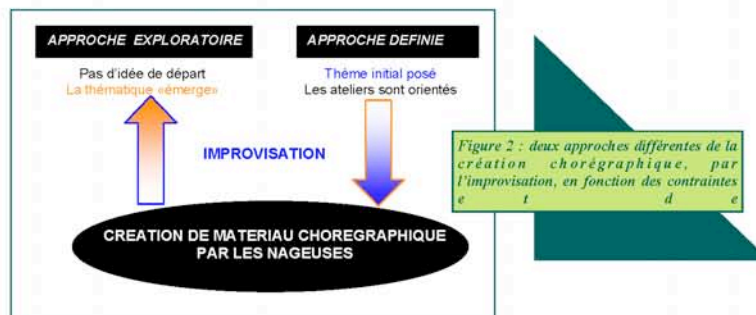 APPROCHE EXPLORATOIRE
Pas d'idée de départ
La thématique «émerge»
APPROCHE DEFINIE
Thème initial posé
Les ateliers sont orientés
IMPROVISATION
CREATION DE MATERIAU CHOREGRAPHIQUE
PAR LES NAGEUSES
Figure 2 : deux approches différentes de la
création chorégraphique, par
l'improvisation, en fonction des contraintes
e t d e